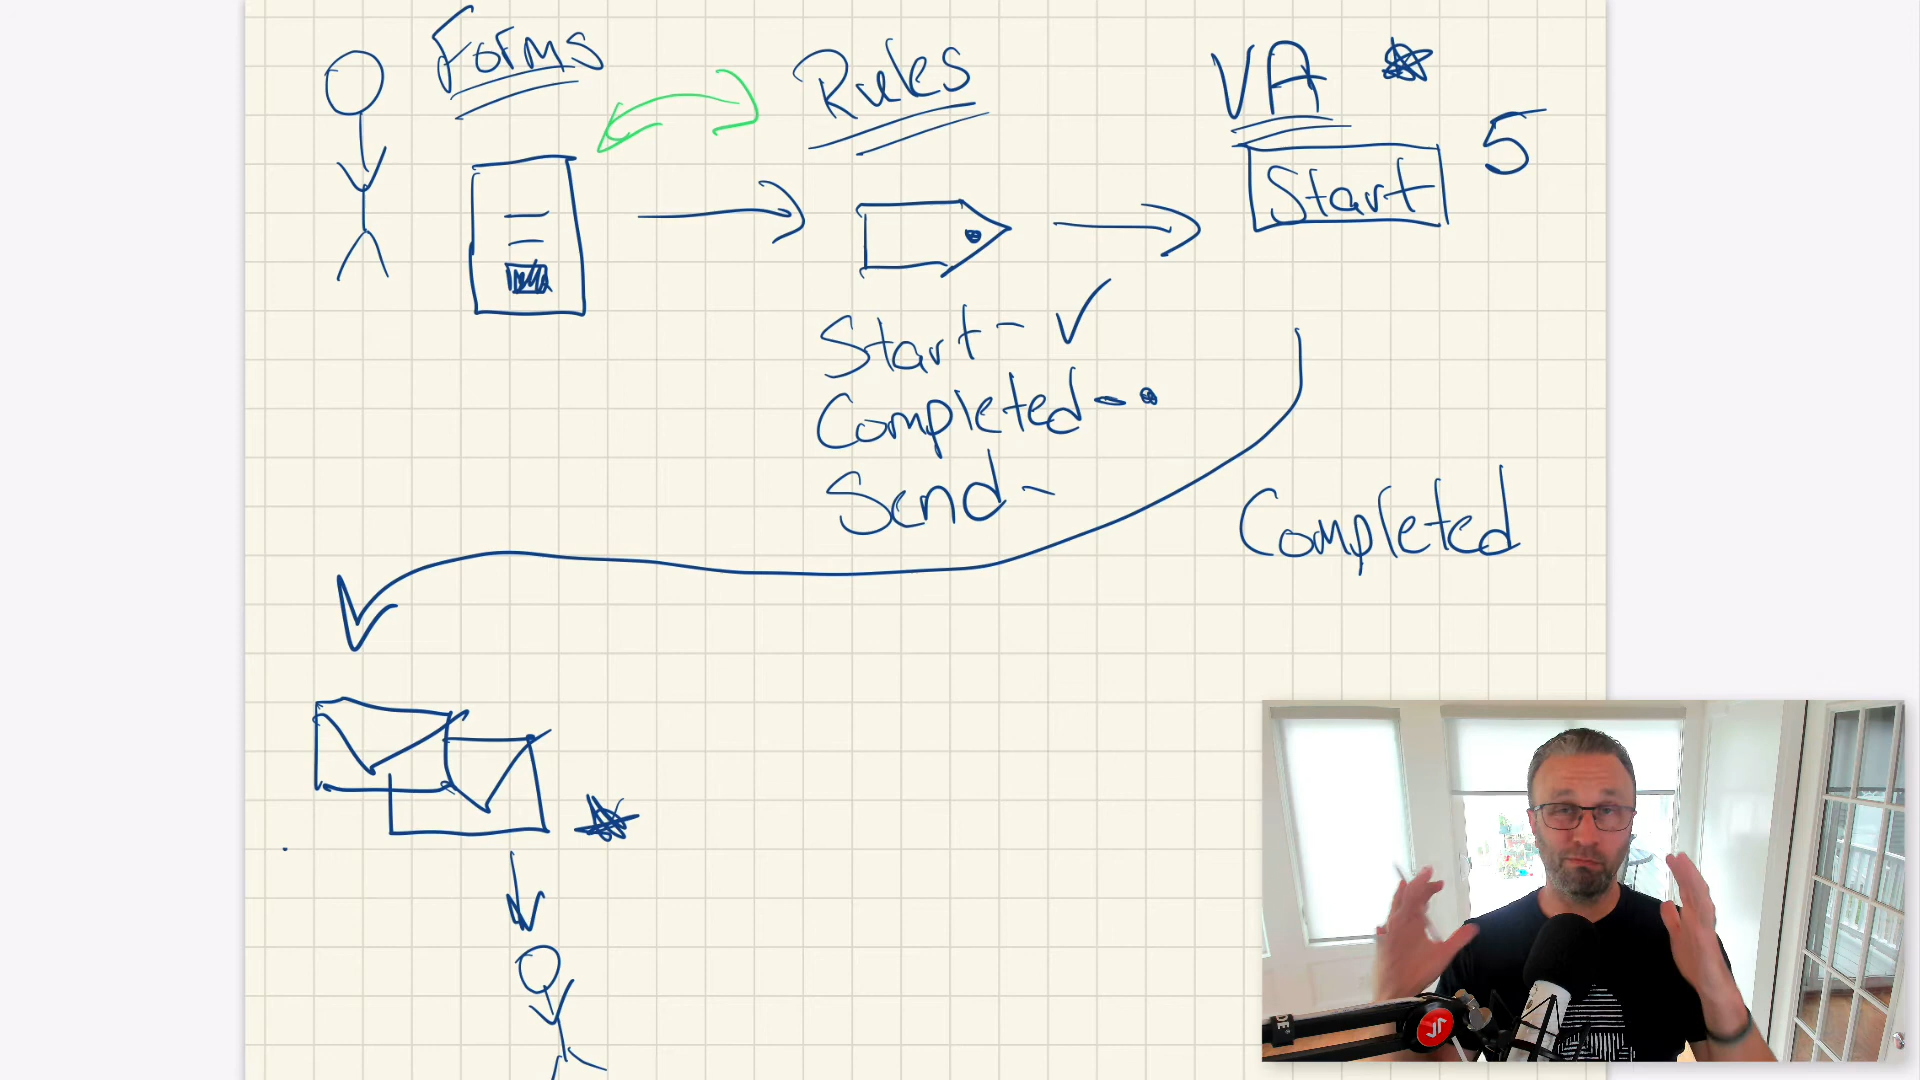 Forms
Rules
VA
Start
5
Start - ✓
Completed -
Send -
Completed